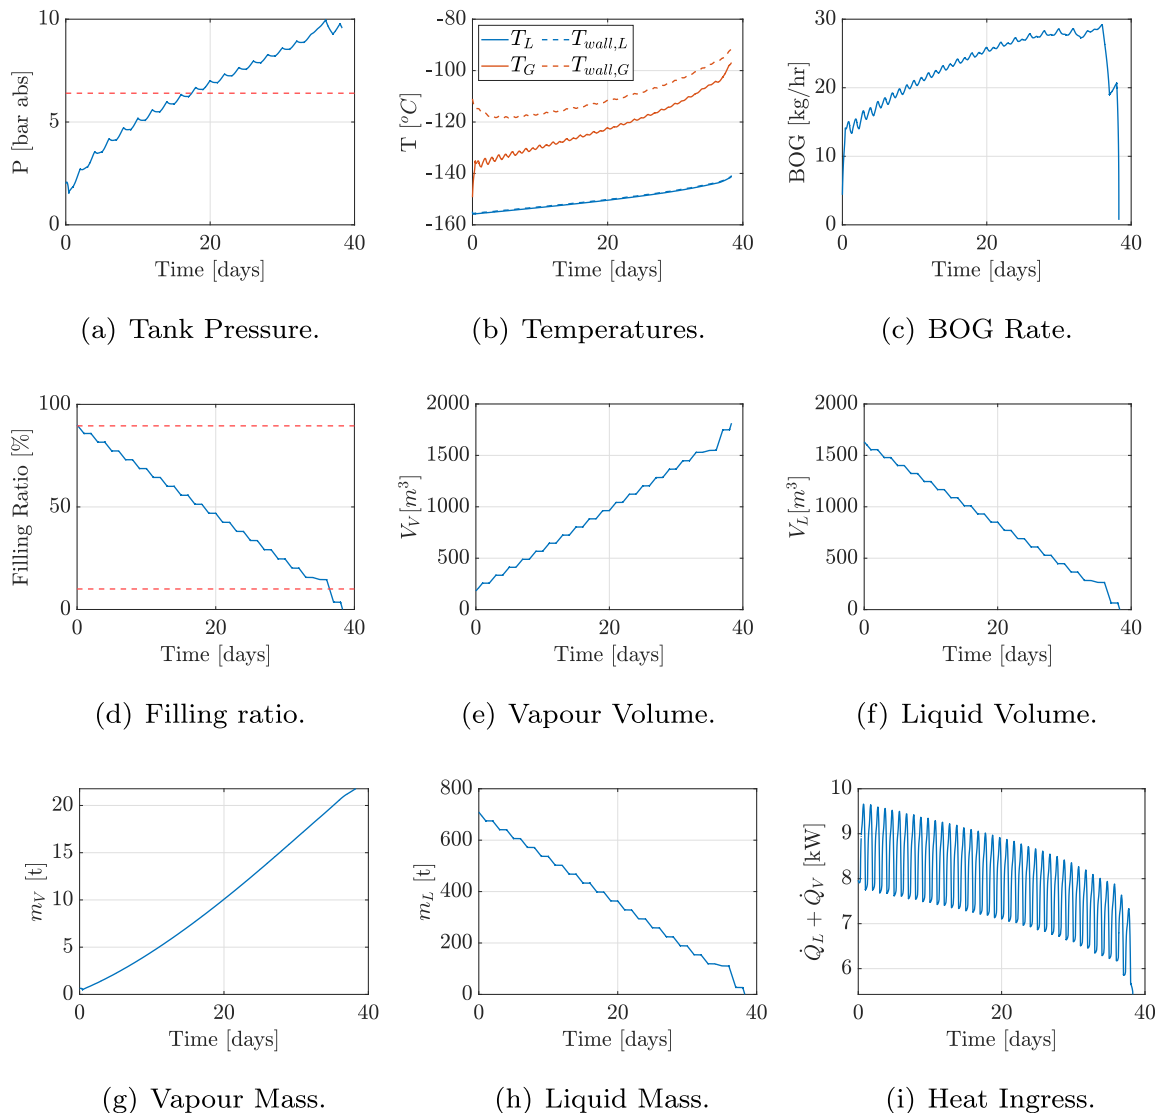 10
5
0
P [bar abs]
0 20 40
Time [days]
(a) Tank Pressure.
-80
-100
-120
-140
-160
T [°C]
T_L T_wall,L
T_G T_wall,G
0 20 40
Time [days]
(b) Temperatures.
30
20
10
0
BOG [kg/hr]
0 20 40
Time [days]
(c) BOG Rate.
100
50
0
Filling Ratio [%]
0 20 40
Time [days]
(d) Filling ratio.
2000
1500
1000
500
0
V_V [m³]
0 20 40
Time [days]
(e) Vapour Volume.
2000
1500
1000
500
0
V_L [m³]
0 20 40
Time [days]
(f) Liquid Volume.
20
15
10
5
0
m_V [t]
0 20 40
Time [days]
(g) Vapour Mass.
800
600
400
200
0
m_L [t]
0 20 40
Time [days]
(h) Liquid Mass.
10
9
8
7
6
Q̇_L + Q̇_V [kW]
0 20 40
Time [days]
(i) Heat Ingress.